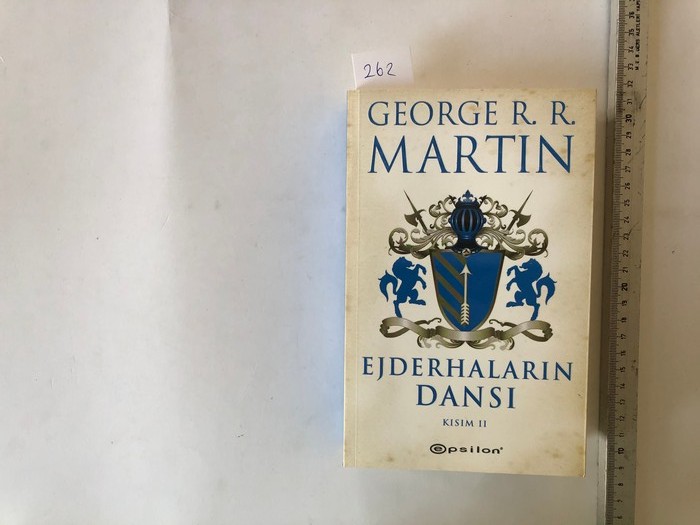 262
GEORGE R. R.
MARTIN
EJDERHALARIN
DANSI
KISIM II
epsilon